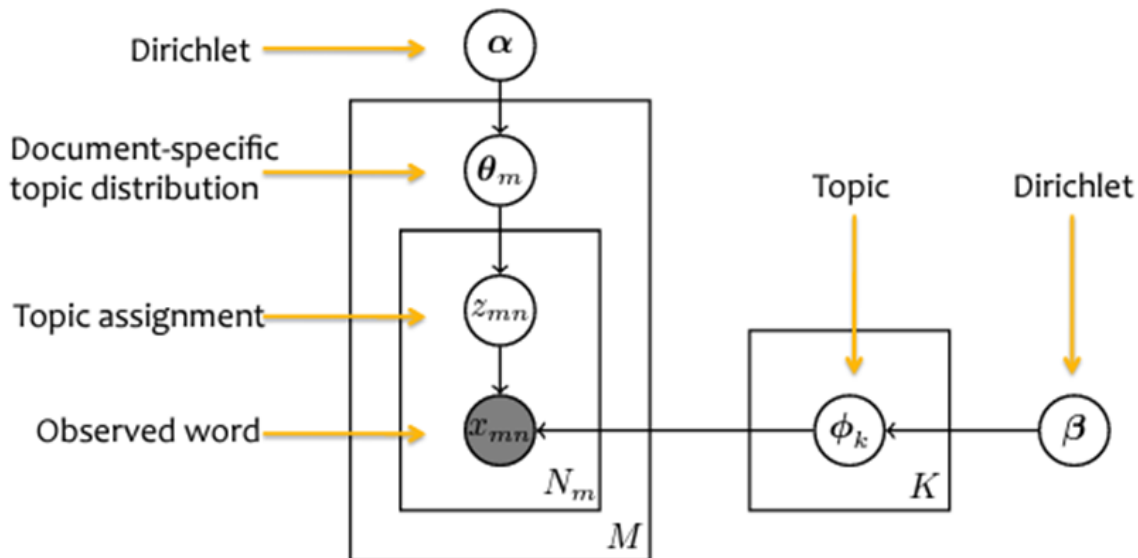 Dirichlet
α
Document-specific
topic distribution
θₘ
Topic
Dirichlet
Topic assignment
zₘₙ
Observed word
xₘₙ
ϕₖ
β
Nₘ
K
M